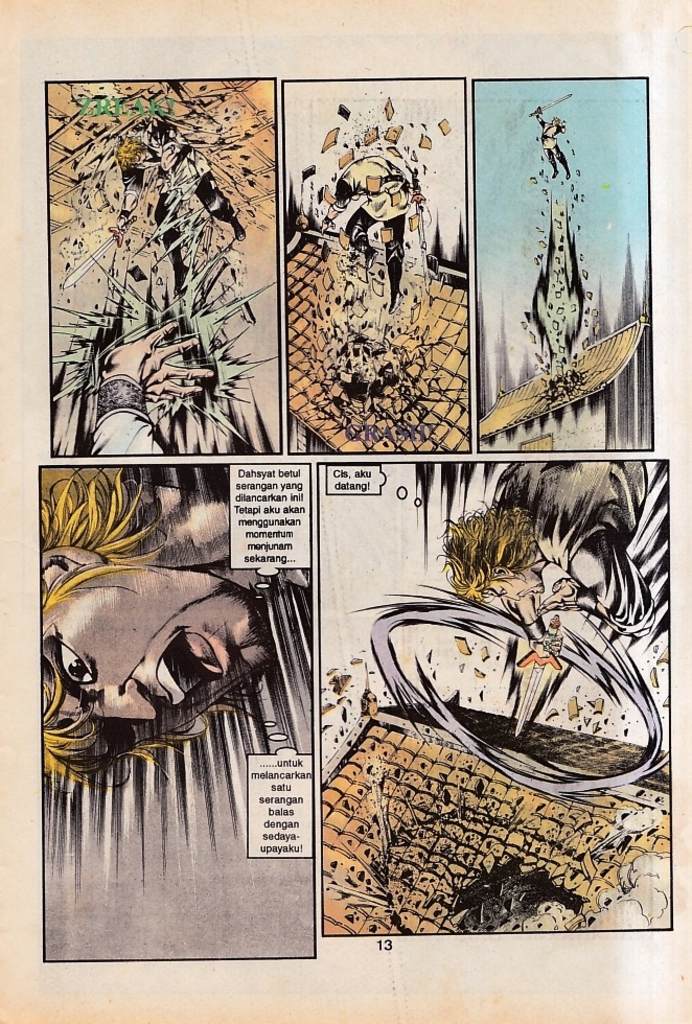 ZREAK!
GRASH!
Dahsyat betul
serangan yang
dilancarkan ini!
Tetapi aku akan
menggunakan
momentum
menjunam
sekarang...
......untuk
melancarkan
satu
serangan
balas
dengan
sedaya-
upayaku!
Cis, aku
datang!
13